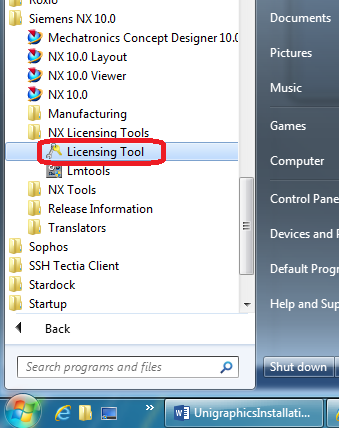 Roxio
Siemens NX 10.0
Mechatronics Concept Designer 10.0
NX 10.0 Layout
NX 10.0 Viewer
NX 10.0
Manufacturing
NX Licensing Tools
Licensing Tool
Lmtools
NX Tools
Release Information
Translators
Sophos
SSH Tectia Client
Stardock
Startup
Back
Search programs and files
Documents
Pictures
Music
Games
Computer
Control Pane
Devices and P
Default Progr
Help and Sup
Shut down
UnigraphicsInstallati...